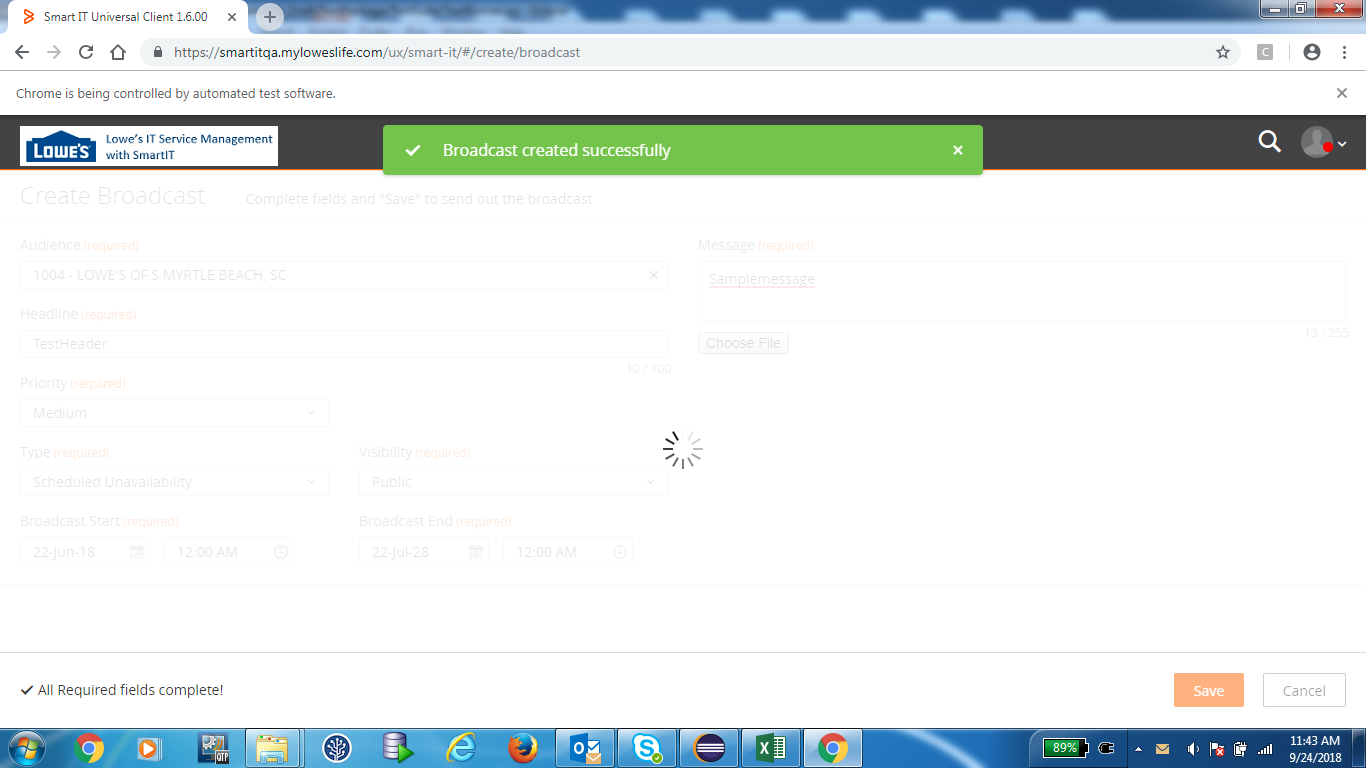 Smart IT Universal Client 1.6.00
https://smartitqa.myloweslife.com/ux/smart-it/#/create/broadcast
C
Chrome is being controlled by automated test software.
LOWE'S
Lowe's IT Service Management
with SmartIT
Broadcast created successfully
Create Broadcast
Complete fields and "Save" to send out the broadcast
Audience (required)
1004 - LOWE'S OF S MYRTLE BEACH, SC
Headline (required)
TestHeader
10 / 100
Priority (required)
Medium
Type (required)
Scheduled Unavailability
Visibility (required)
Public
Broadcast Start (required)
22-Jun-18
12:00 AM
Broadcast End (required)
22-Jul-28
12:00 AM
Message (required)
Samplemessage
13 / 255
Choose File
All Required fields complete!
Save
Cancel
QTP
89%
11:43 AM
9/24/2018